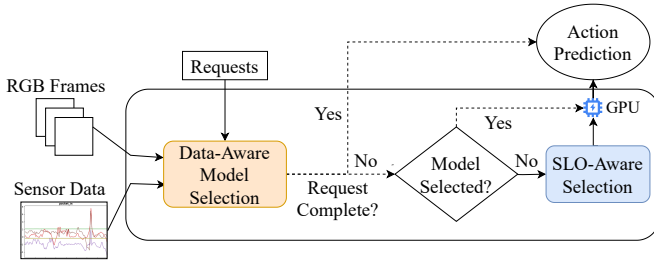 Action
Prediction
Requests
RGB Frames
Yes
GPU
Yes
Data-Aware
Model
Selection
No
Model
Selected?
No
SLO-Aware
Selection
Request
Complete?
Sensor Data